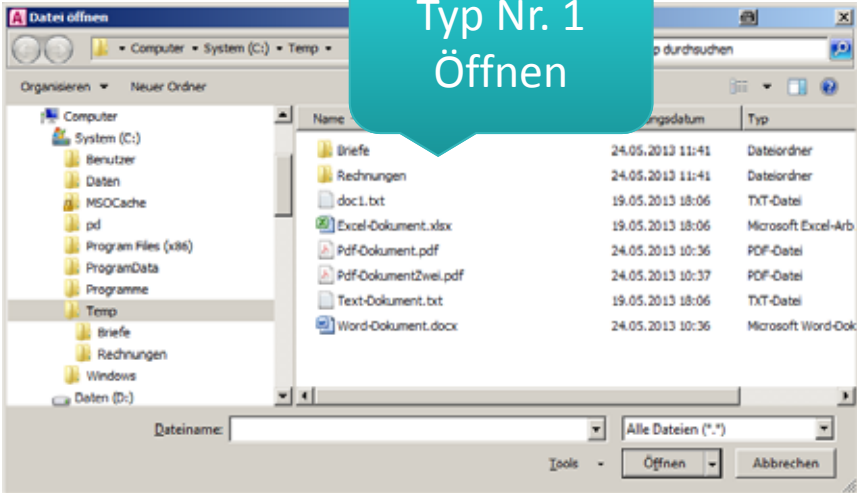 Datei öffnen
Typ Nr. 1
Öffnen
Computer System (C:) Temp durchsuchen
Organisieren Neuer Ordner
Name Typ
Computer
System (C:)
Benutzer
Daten
MSOCache
pd
Program Files (x86)
ProgramData
Programme
Temp
Briefe
Rechnungen
Windows
Daten (D:)
Briefe 24.05.2013 11:41 Dateiordner
Rechnungen 24.05.2013 11:41 Dateiordner
doc1.txt 19.05.2013 18:06 TXT-Datei
Excel-Dokument.xlsx 19.05.2013 18:06 Microsoft Excel-Arb
Pdf-Dokument.pdf 24.05.2013 10:36 PDF-Datei
Pdf-DokumentZwei.pdf 24.05.2013 10:37 PDF-Datei
Text-Dokument.txt 19.05.2013 18:06 TXT-Datei
Word-Dokument.docx 24.05.2013 10:36 Microsoft Word-Dok
Dateiname: Alle Dateien (*.*)
Tools Öffnen Abbrechen